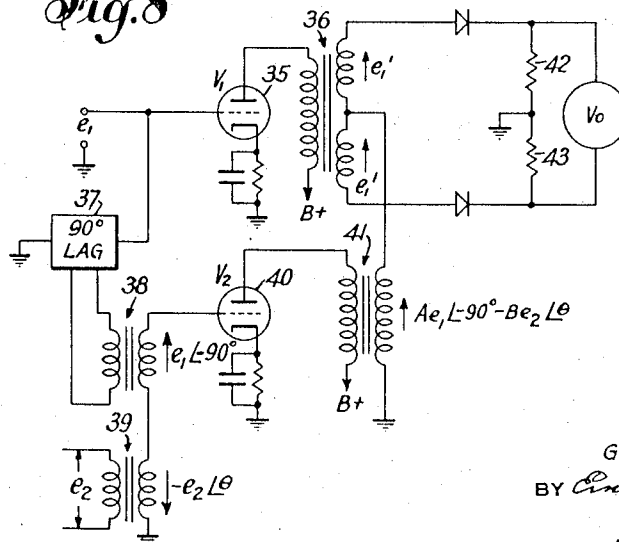 Fig. 8
36
V1
35
e1'
42
e1
Vo
43
e1'
B+
37
90°
LAG
41
V2
40
38
e1 ∠-90°
Ae1 ∠-90° - Be2 ∠θ
B+
39
e2
-e2 ∠θ
G
BY